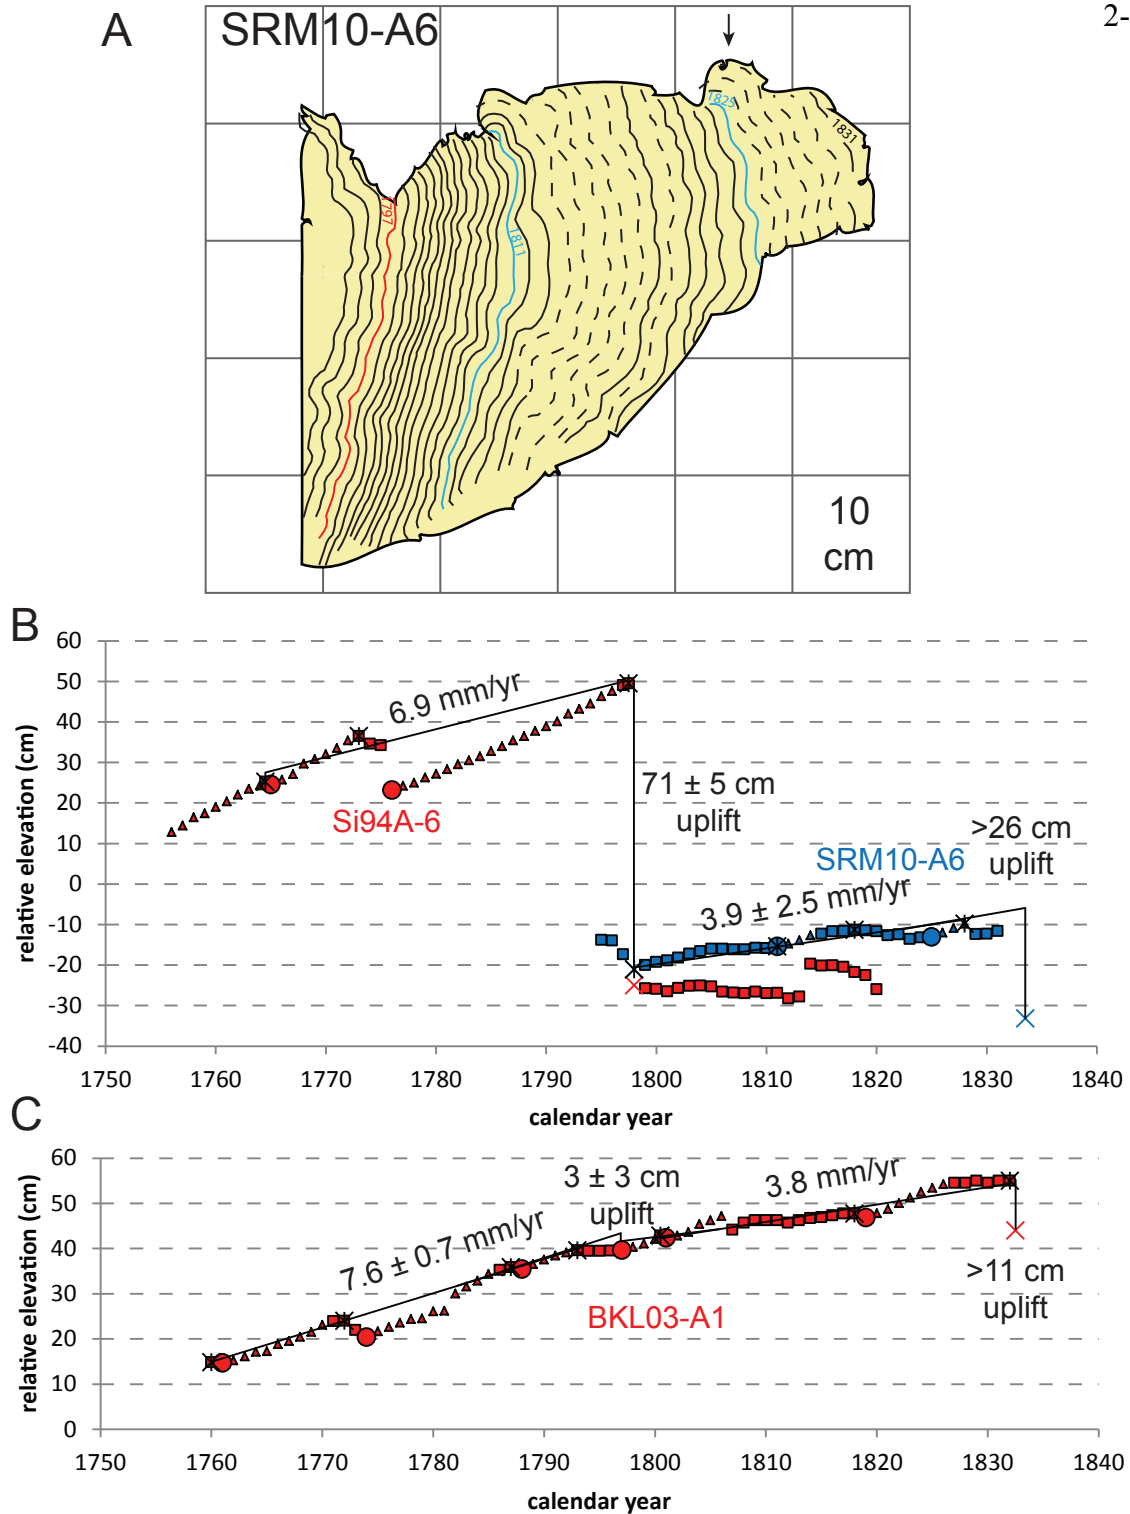 2-
A
SRM10-A6
1825
1831
1797
1811
10
cm
B
60
50
40
30
20
10
0
-10
-20
-30
-40
relative elevation (cm)
6.9 mm/yr
Si94A-6
71 ± 5 cm
uplift
>26 cm
uplift
SRM10-A6
3.9 ± 2.5 mm/yr
1750
1760
1770
1780
1790
1800
1810
1820
1830
1840
calendar year
C
60
50
40
30
20
10
0
relative elevation (cm)
7.6 ± 0.7 mm/yr
3 ± 3 cm
uplift
3.8 mm/yr
BKL03-A1
>11 cm
uplift
1750
1760
1770
1780
1790
1800
1810
1820
1830
1840
calendar year